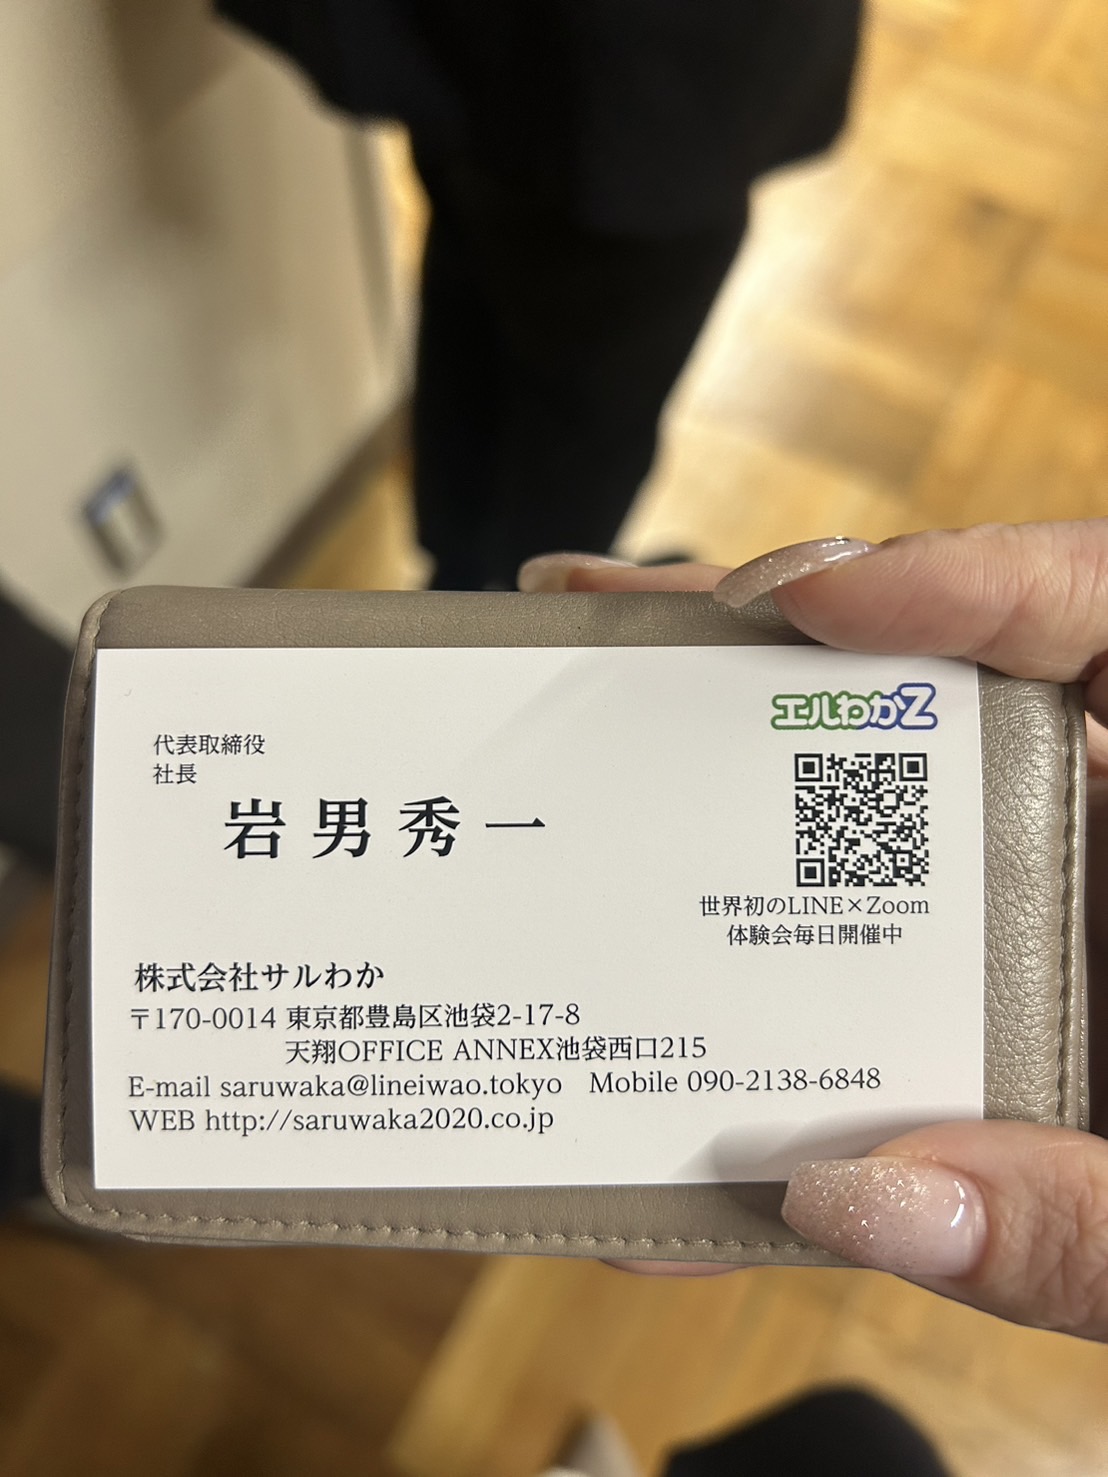 エルわかZ
代表取締役
社長
岩男秀一
世界初のLINE×Zoom
体験会毎日開催中
株式会社サルわか
〒170-0014 東京都豊島区池袋2-17-8
天翔OFFICE ANNEX池袋西口215
E-mail saruwaka@lineiwao.tokyo Mobile 090-2138-6848
WEB http://saruwaka2020.co.jp